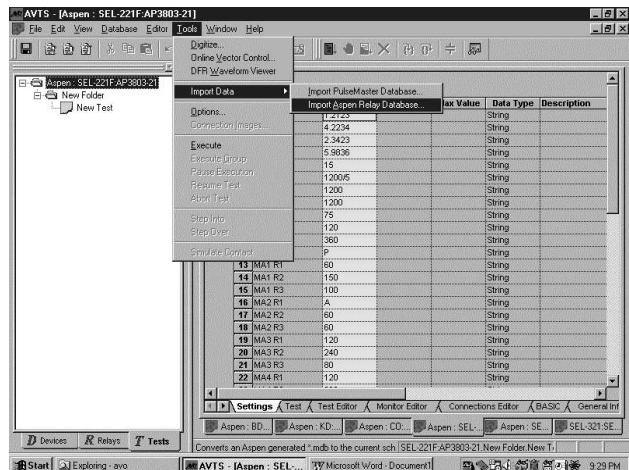 AVTS - [Aspen : SEL-221F:AP3803-21]
File Edit View Database Editor Tools Window Help
Digitize...
Online Vector Control...
DFR Waveform Viewer
Import Data
Import PulseMaster Database...
Import Aspen Relay Database...
Options...
Connection Images...
Execute
Execute Group
Pause Execution
Resume Test
Abort Test
Step Into
Step Over
Simulate Contact
Aspen : SEL-221F:AP3803-21
New Folder
New Test
Max Value Data Type Description
1.2123 String
4.2234 String
2.3423 String
5.9836 String
15 String
1200/5 String
1200 String
1200 String
75 String
120 String
360 String
P String
13 MA1 R1 60 String
14 MA1 R2 150 String
15 MA1 R3 100 String
16 MA2 R1 A String
17 MA2 R2 60 String
18 MA2 R3 60 String
19 MA3 R1 120 String
20 MA3 R2 240 String
21 MA3 R3 80 String
22 MA4 R1 120 String
Settings Test Test Editor Monitor Editor Connections Editor BASIC General Inf
Aspen : BD... Aspen : KD:... Aspen : CO:... Aspen : SEL-... Aspen : SE... SEL-321:SE...
D Devices R Relays T Tests
Converts an Aspen generated *.mdb to the current sch SEL-221F:AP3803-21.New Folder.New T
Start Exploring - avo AVTS - [Aspen : SEL-... Microsoft Word - Document1 9:29 PM